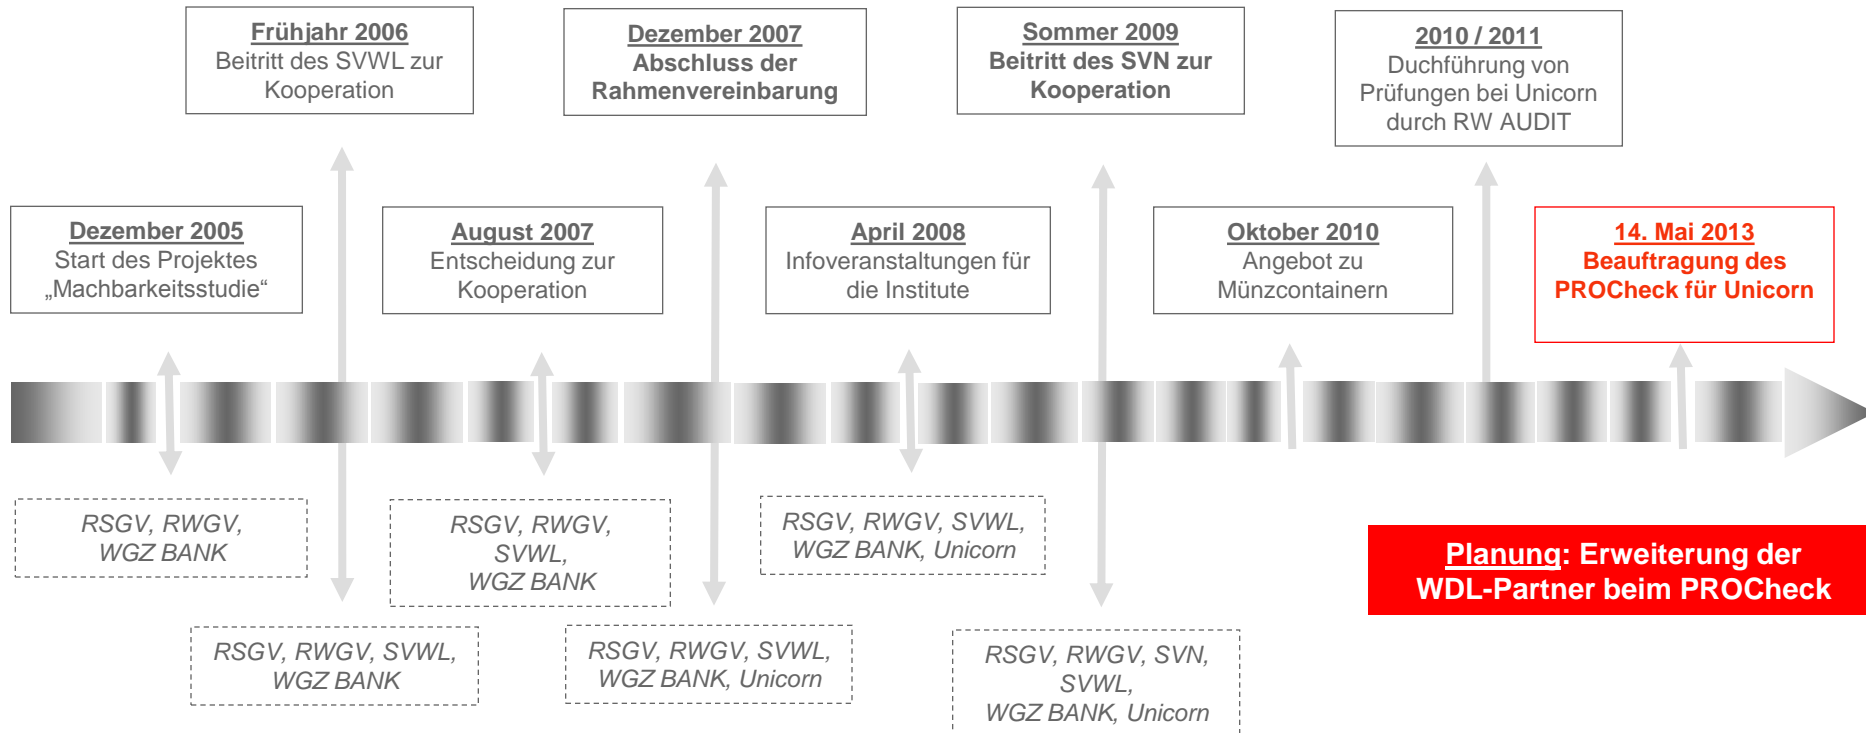 Frühjahr 2006
Beitritt des SVWL zur
Kooperation
Dezember 2007
Abschluss der
Rahmenvereinbarung
Sommer 2009
Beitritt des SVN zur
Kooperation
2010 / 2011
Duchführung von
Prüfungen bei Unicorn
durch RW AUDIT
Dezember 2005
Start des Projektes
„Machbarkeitsstudie“
August 2007
Entscheidung zur
Kooperation
April 2008
Infoveranstaltungen für
die Institute
Oktober 2010
Angebot zu
Münzcontainern
14. Mai 2013
Beauftragung des
PROCheck für Unicorn
RSGV, RWGV,
WGZ BANK
RSGV, RWGV,
SVWL,
WGZ BANK
RSGV, RWGV, SVWL,
WGZ BANK, Unicorn
Planung: Erweiterung der
WDL-Partner beim PROCheck
RSGV, RWGV, SVWL,
WGZ BANK
RSGV, RWGV, SVWL,
WGZ BANK, Unicorn
RSGV, RWGV, SVN,
SVWL,
WGZ BANK, Unicorn